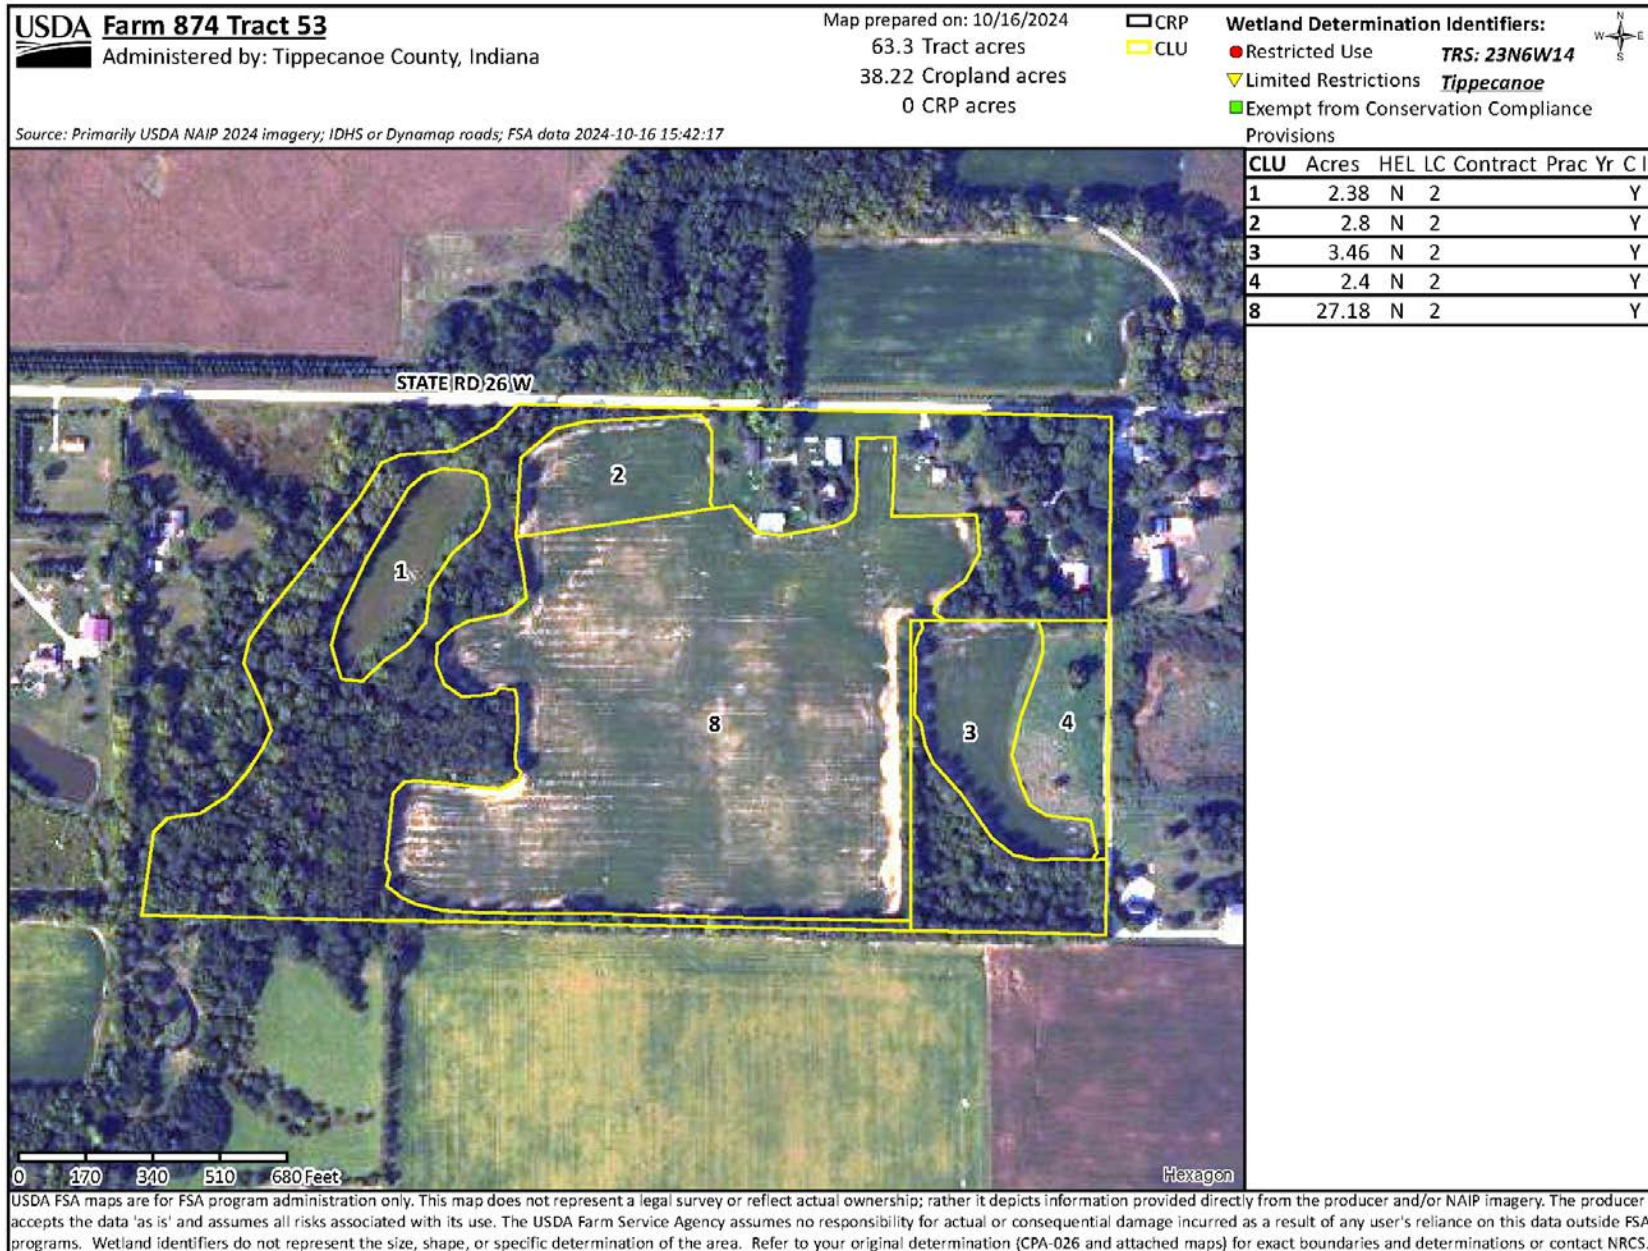 USDA
Farm 874 Tract 53
Administered by: Tippecanoe County, Indiana
Source: Primarily USDA NAIP 2024 imagery; IDHS or Dynamap roads; FSA data 2024-10-16 15:42:17
Map prepared on: 10/16/2024
63.3 Tract acres
38.22 Cropland acres
0 CRP acres
CRP
CLU
Wetland Determination Identifiers:
Restricted Use
TRS: 23N6W14
Limited Restrictions
Tippecanoe
Exempt from Conservation Compliance
Provisions
N
W E
S
CLU Acres HEL LC Contract Prac Yr C I
1 2.38 N 2 Y
2 2.8 N 2 Y
3 3.46 N 2 Y
4 2.4 N 2 Y
8 27.18 N 2 Y
STATE RD 26 W
2
1
8
3
4
0 170 340 510 680 Feet
Hexagon
USDA FSA maps are for FSA program administration only. This map does not represent a legal survey or reflect actual ownership; rather it depicts information provided directly from the producer and/or NAIP imagery. The producer
accepts the data 'as is' and assumes all risks associated with its use. The USDA Farm Service Agency assumes no responsibility for actual or consequential damage incurred as a result of any user's reliance on this data outside FSA
programs. Wetland identifiers do not represent the size, shape, or specific determination of the area. Refer to your original determination (CPA-026 and attached maps) for exact boundaries and determinations or contact NRCS.